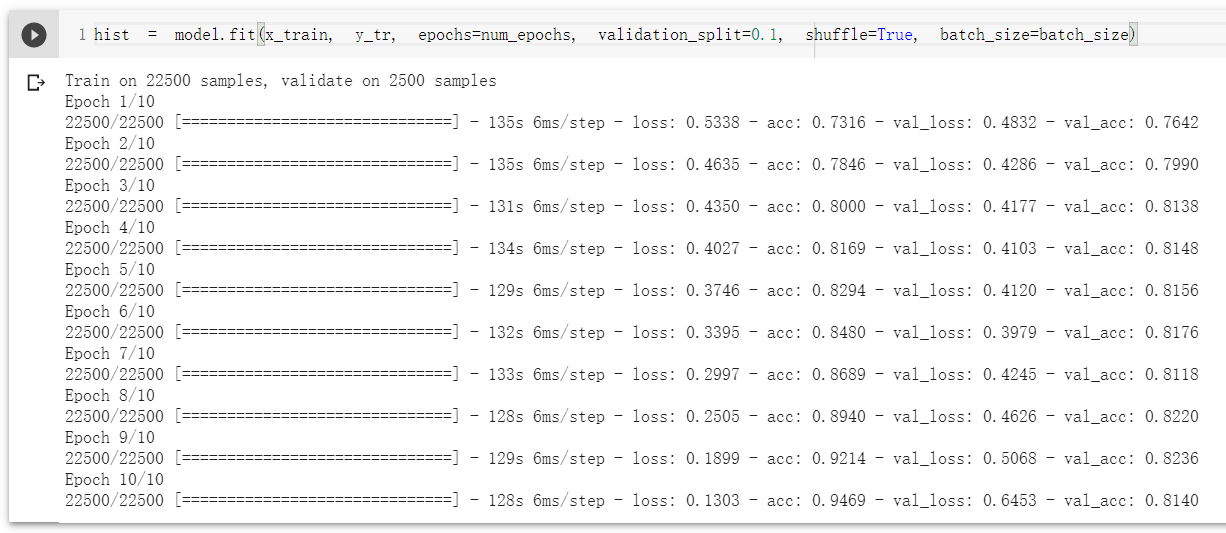 1 hist = model.fit(x_train, y_tr, epochs=num_epochs, validation_split=0.1, shuffle=True, batch_size=batch_size)
Train on 22500 samples, validate on 2500 samples
Epoch 1/10
22500/22500 [==============================] - 135s 6ms/step - loss: 0.5338 - acc: 0.7316 - val_loss: 0.4832 - val_acc: 0.7642
Epoch 2/10
22500/22500 [==============================] - 135s 6ms/step - loss: 0.4635 - acc: 0.7846 - val_loss: 0.4286 - val_acc: 0.7990
Epoch 3/10
22500/22500 [==============================] - 131s 6ms/step - loss: 0.4350 - acc: 0.8000 - val_loss: 0.4177 - val_acc: 0.8138
Epoch 4/10
22500/22500 [==============================] - 134s 6ms/step - loss: 0.4027 - acc: 0.8169 - val_loss: 0.4103 - val_acc: 0.8148
Epoch 5/10
22500/22500 [==============================] - 129s 6ms/step - loss: 0.3746 - acc: 0.8294 - val_loss: 0.4120 - val_acc: 0.8156
Epoch 6/10
22500/22500 [==============================] - 132s 6ms/step - loss: 0.3395 - acc: 0.8480 - val_loss: 0.3979 - val_acc: 0.8176
Epoch 7/10
22500/22500 [==============================] - 133s 6ms/step - loss: 0.2997 - acc: 0.8689 - val_loss: 0.4245 - val_acc: 0.8118
Epoch 8/10
22500/22500 [==============================] - 128s 6ms/step - loss: 0.2505 - acc: 0.8940 - val_loss: 0.4626 - val_acc: 0.8220
Epoch 9/10
22500/22500 [==============================] - 129s 6ms/step - loss: 0.1899 - acc: 0.9214 - val_loss: 0.5068 - val_acc: 0.8236
Epoch 10/10
22500/22500 [==============================] - 128s 6ms/step - loss: 0.1303 - acc: 0.9469 - val_loss: 0.6453 - val_acc: 0.8140